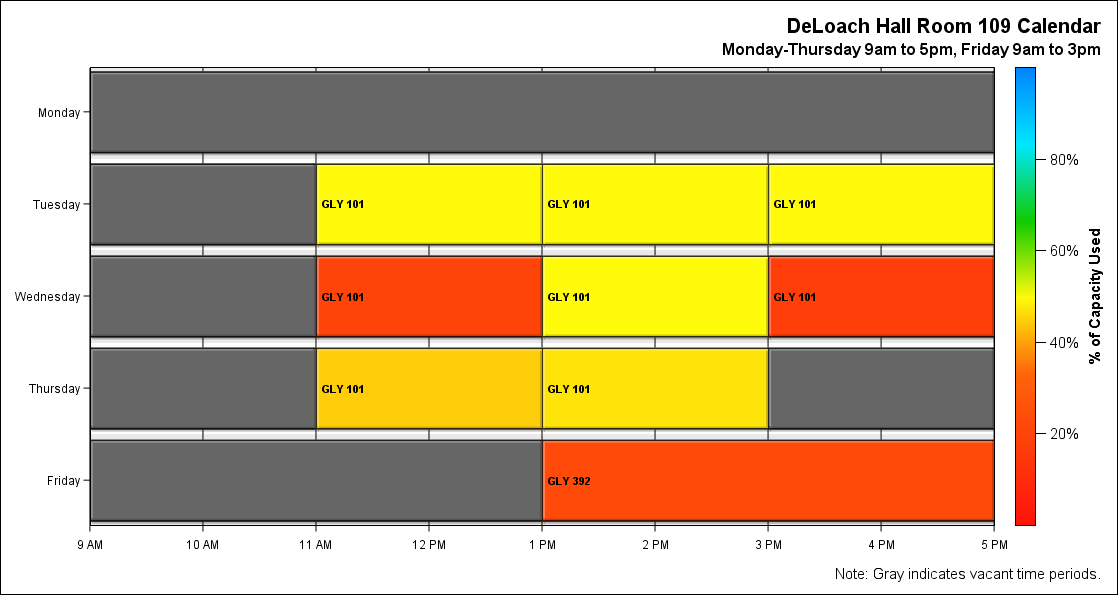 DeLoach Hall Room 109 Calendar
Monday-Thursday 9am to 5pm, Friday 9am to 3pm
Monday
Tuesday
GLY 101
GLY 101
GLY 101
Wednesday
GLY 101
GLY 101
GLY 101
Thursday
GLY 101
GLY 101
Friday
GLY 392
9 AM
10 AM
11 AM
12 PM
1 PM
2 PM
3 PM
4 PM
5 PM
80%
60%
40%
20%
% of Capacity Used
Note: Gray indicates vacant time periods.